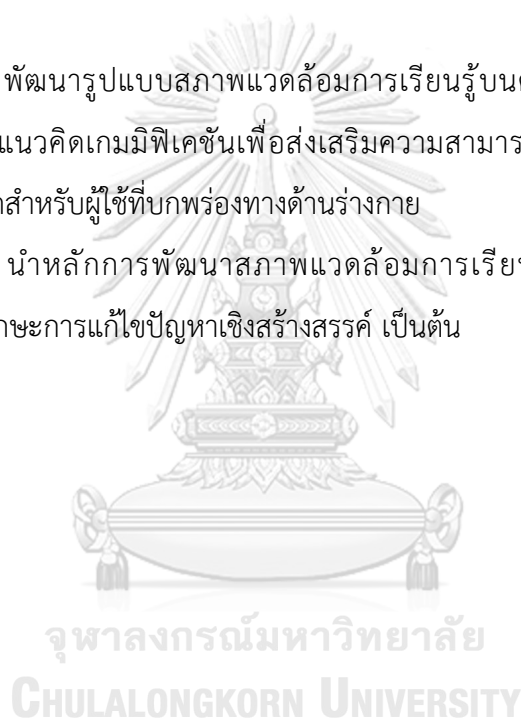 พัฒนารูปแบบสภาพแวดล้อมการเรียนรู้บน
แนวคิดเกมมิฟิเคชันเพื่อส่งเสริมความสามาร
สำหรับผู้ใช้ที่บกพร่องทางด้านร่างกาย
นำหลักการพัฒนาสภาพแวดล้อมการเรีย
กษะการแก้ไขปัญหาเชิงสร้างสรรค์ เป็นต้น
จุฬาลงกรณ์มหาวิทยาลัย
CHULALONGKORN UNIVERSITY